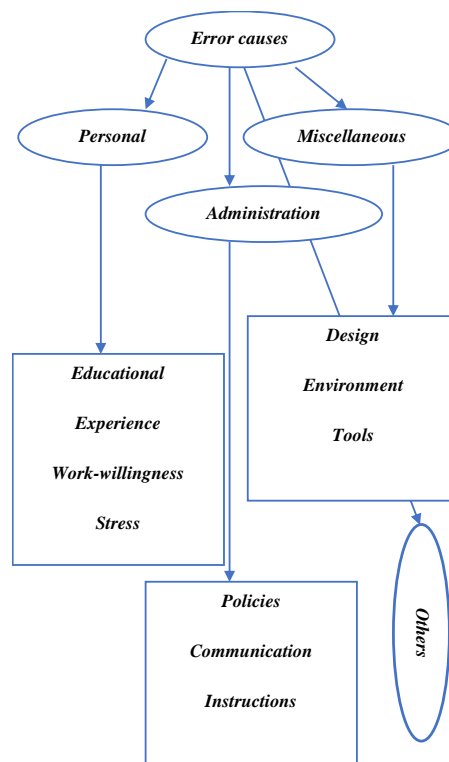 Error causes
Personal
Miscellaneous
Administration
Educational
Experience
Work-willingness
Stress
Design
Environment
Tools
Policies
Communication
Instructions
Others